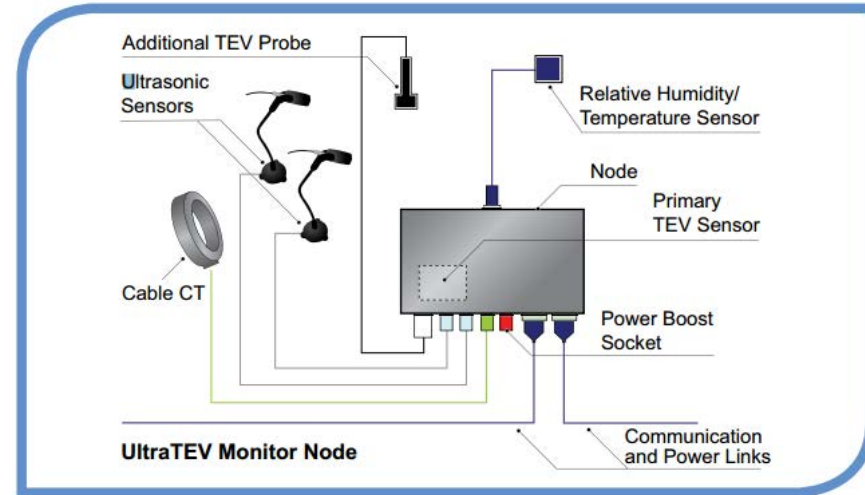 Additional TEV Probe
Ultrasonic
Sensors
Relative Humidity/
Temperature Sensor
Node
Primary
TEV Sensor
Cable CT
Power Boost
Socket
UltraTEV Monitor Node
Communication
and Power Links